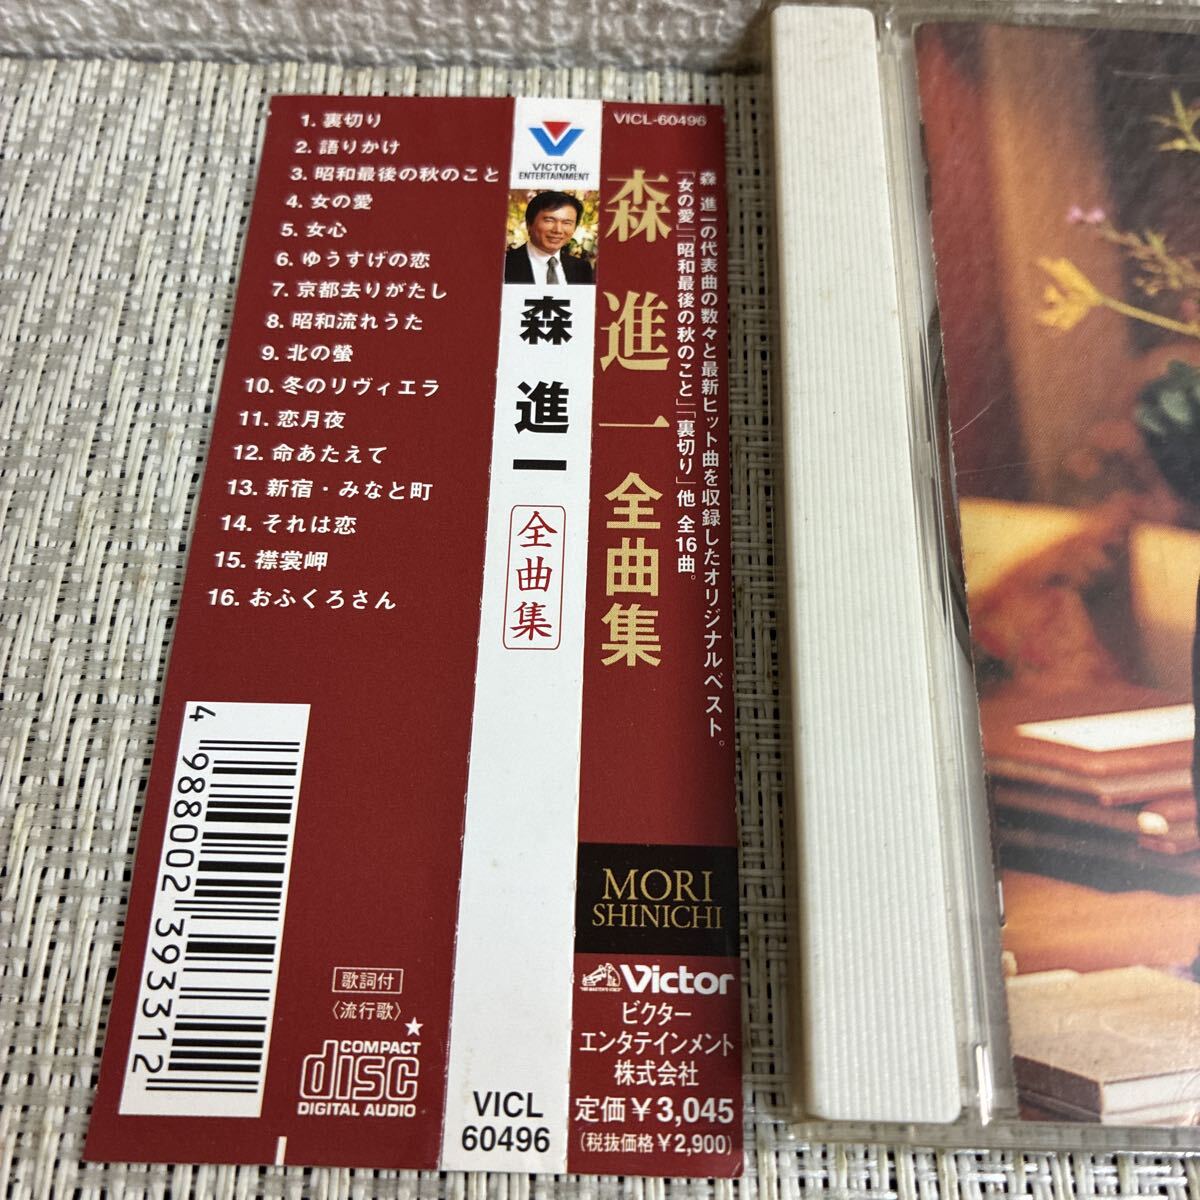 1. 裏切り
2. 語りかけ
3. 昭和最後の秋のこと
4. 女の愛
5. 女心
6. ゆうすげの恋
7. 京都去りがたし
8. 昭和流れうた
9. 北の螢
10. 冬のリヴィエラ
11. 恋月夜
12. 命あたえて
13. 新宿・みなと町
14. それは恋
15. 襟裳岬
16. おふくろさん
4 988002 393312
歌詞付
〈流行歌〉
★
COMPACT
disc
DIGITAL AUDIO
VICTOR
ENTERTAINMENT
森 進一
全曲集
VICL
60496
VICL-60496
森 進一の代表曲の数々と最新ヒット曲を収録したオリジナルベスト。
「女の愛」「昭和最後の秋のこと」「裏切り」他 全16曲。
森 進一 全曲集
MORI
SHINICHI
"HIS MASTER'S VOICE"
Victor
ビクター
エンタテインメント
株式会社
定価￥3,045
(税抜価格￥2,900)